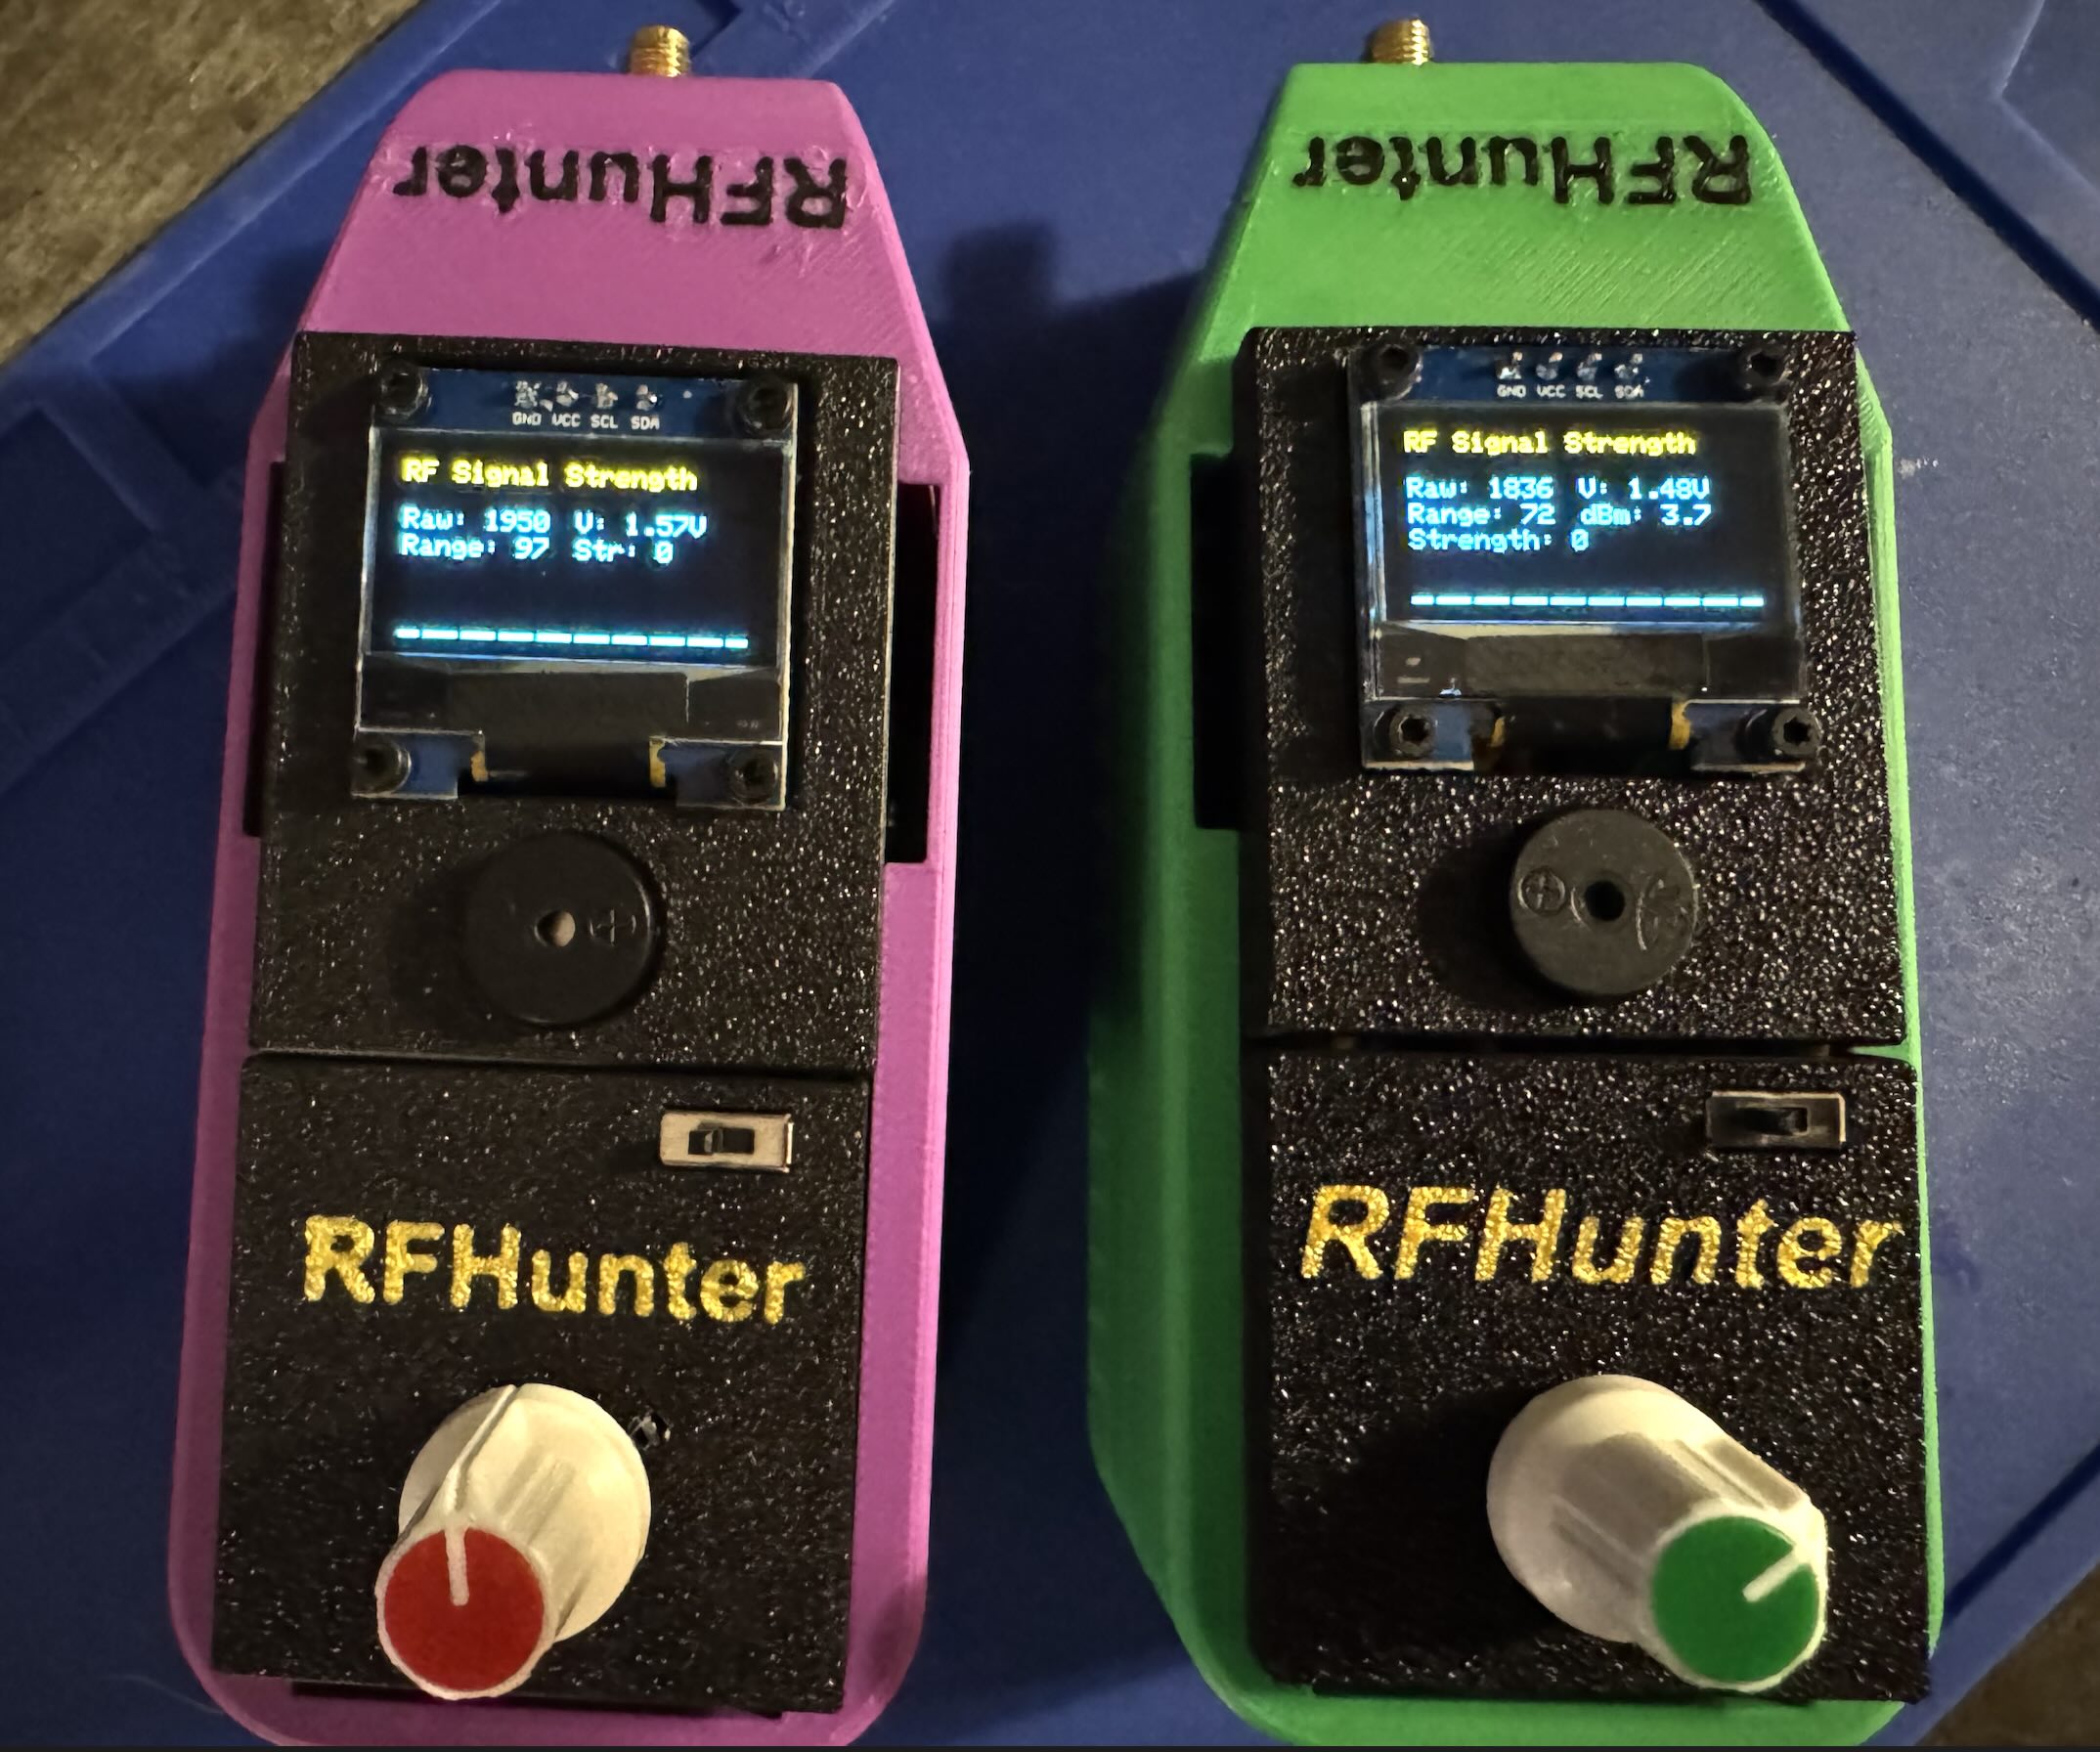 RFHunter
GND VCC SCL SDA
RF Signal Strength
Raw: 1950 V: 1.57V
Range: 97 Str: 0
RFHunter
RFHunter
GND VCC SCL SDA
RF Signal Strength
Raw: 1836 V: 1.48V
Range: 72 dBm: 3.7
Strength: 0
RFHunter